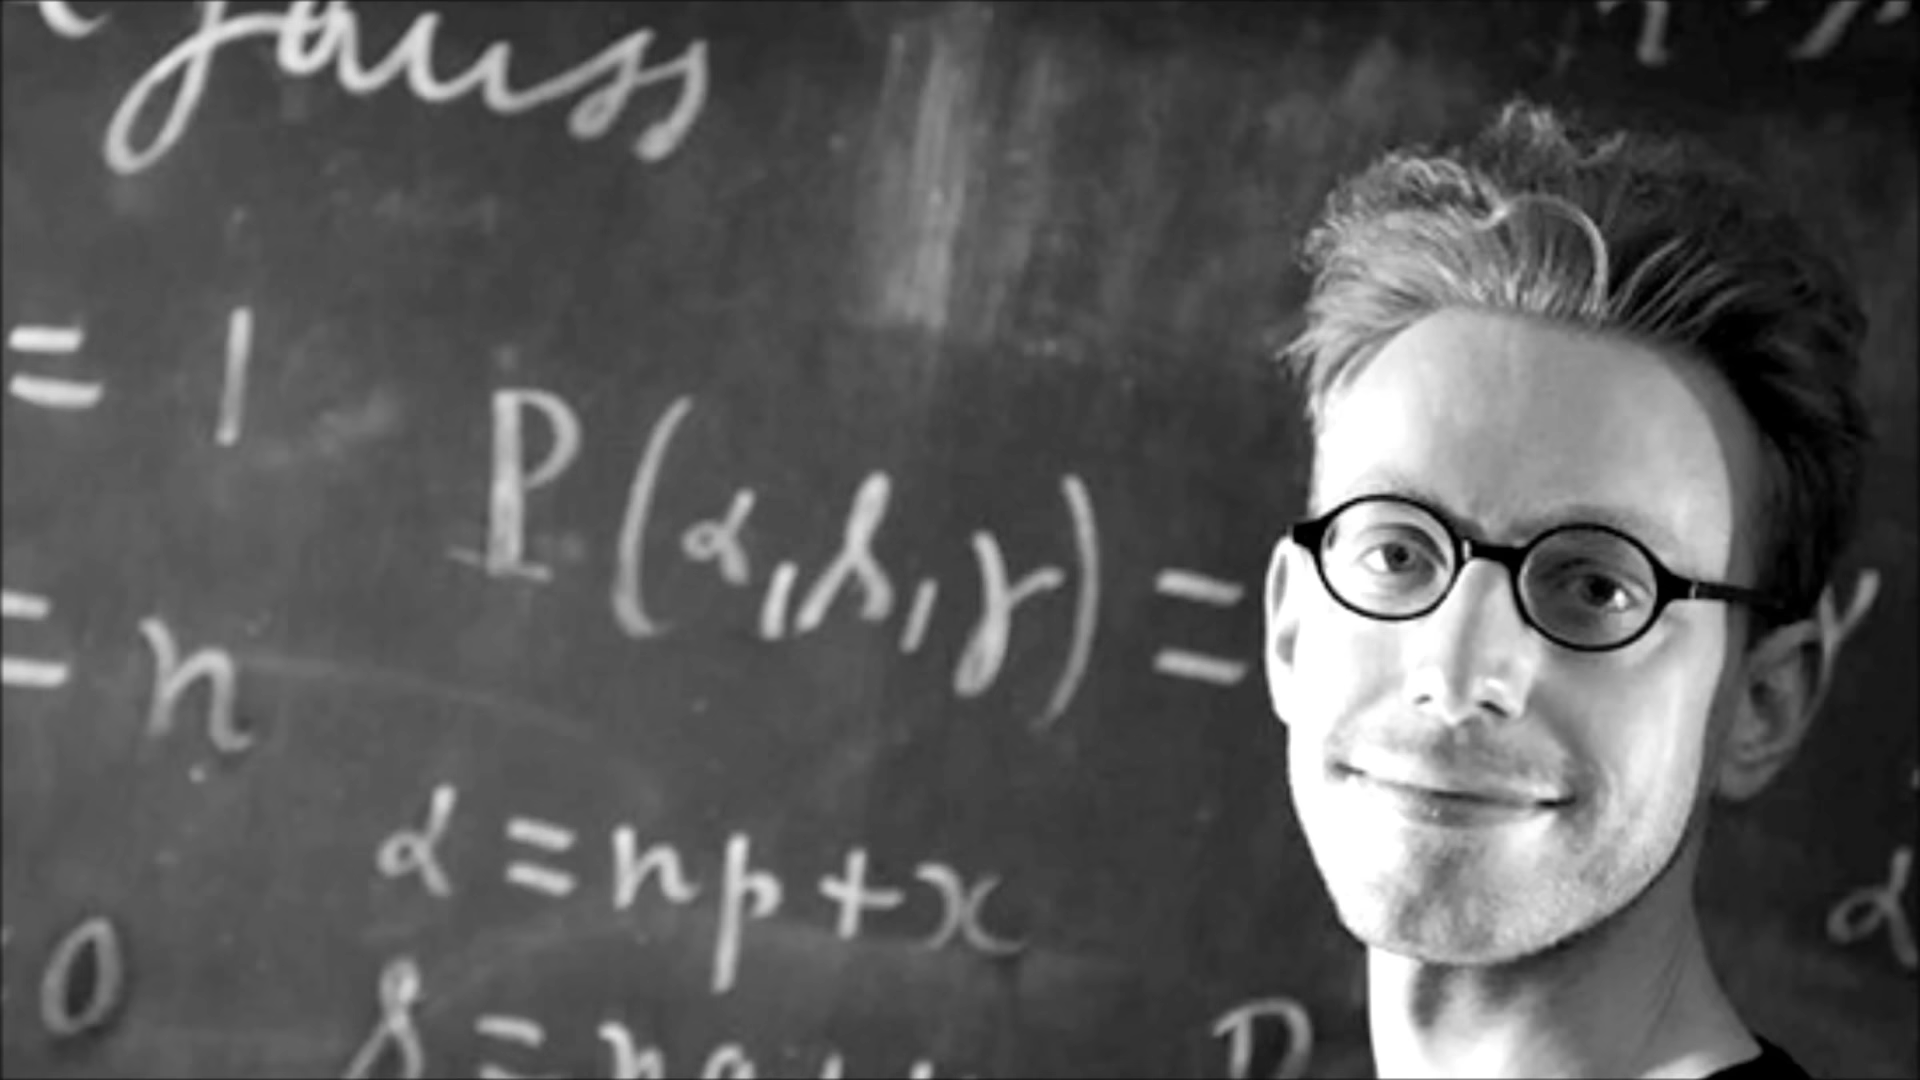 Gauss
= 1
P(α, β, γ) =
= n
α = np + x
0